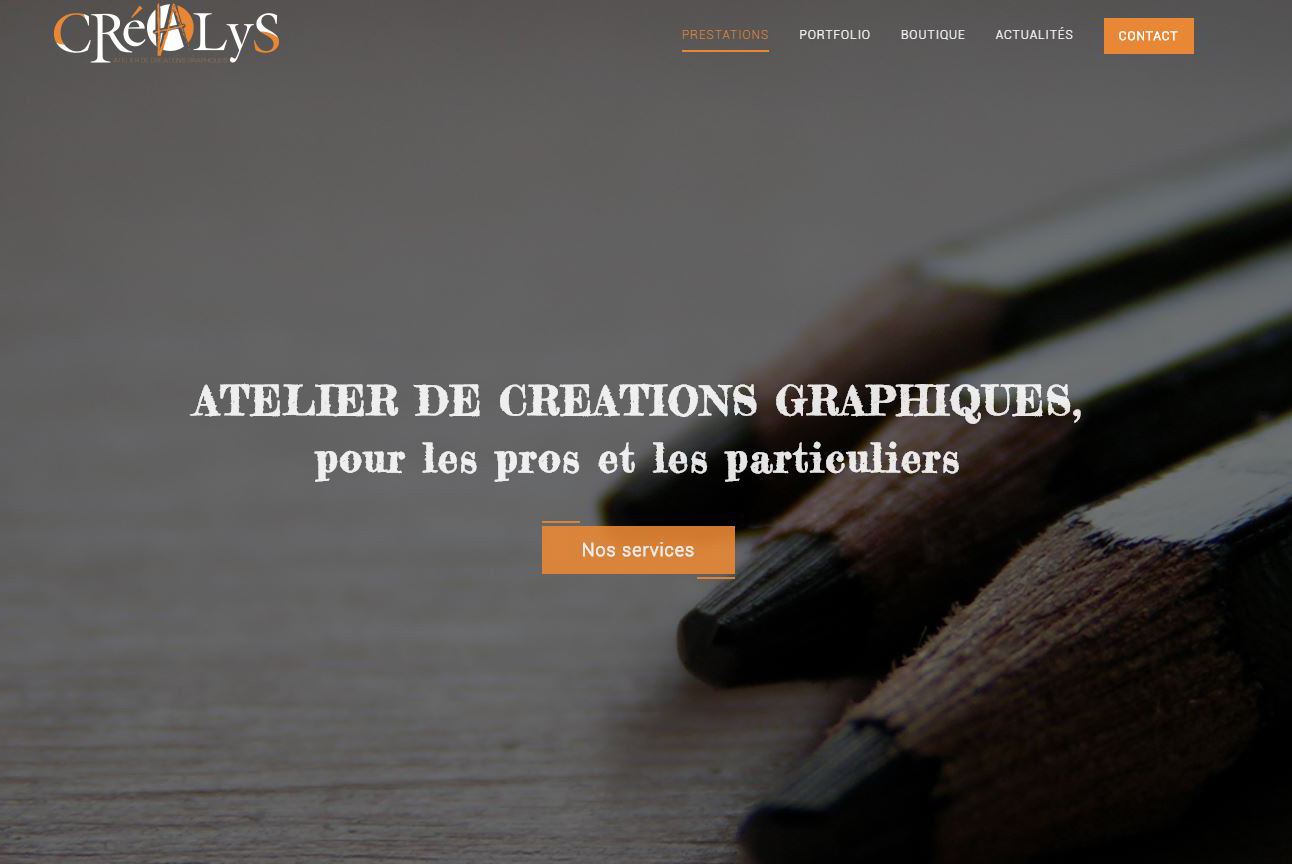 CRéALyS
ATELIER DE CREATIONS GRAPHIQUES
PRESTATIONS PORTFOLIO BOUTIQUE ACTUALITÉS CONTACT
ATELIER DE CREATIONS GRAPHIQUES,
pour les pros et les particuliers
Nos services